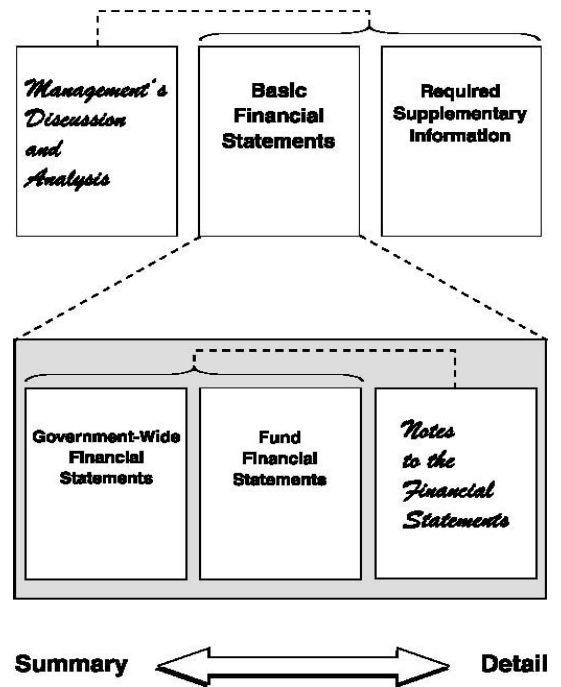 Management's
Discussion
and
Analysis
Basic
Financial
Statements
Required
Supplementary
Information
Government-Wide
Financial
Statements
Fund
Financial
Statements
Notes
to the
Financial
Statements
Summary
Detail